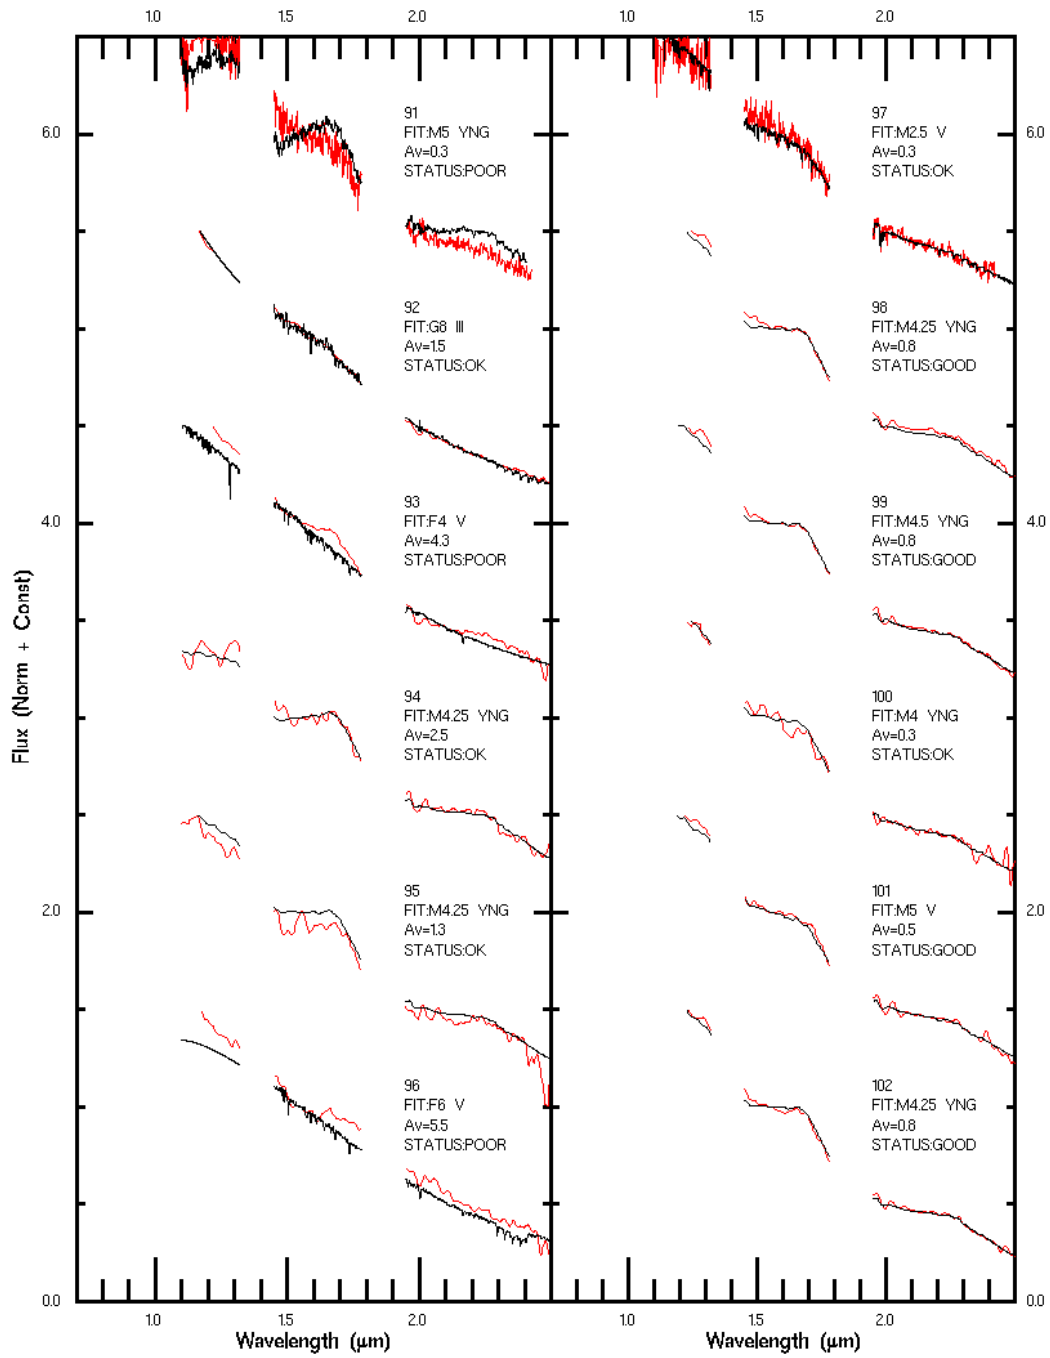 1.0 1.5 2.0 1.0 1.5 2.0
6.0
4.0
2.0
0.0
Flux (Norm + Const)
91
FIT:M5 YNG
Av=0.3
STATUS:POOR
92
FIT:G8 III
Av=1.5
STATUS:OK
93
FIT:F4 V
Av=4.3
STATUS:POOR
94
FIT:M4.25 YNG
Av=2.5
STATUS:OK
95
FIT:M4.25 YNG
Av=1.3
STATUS:OK
96
FIT:F6 V
Av=5.5
STATUS:POOR
97
FIT:M2.5 V
Av=0.3
STATUS:OK
98
FIT:M4.25 YNG
Av=0.8
STATUS:GOOD
99
FIT:M4.5 YNG
Av=0.8
STATUS:GOOD
100
FIT:M4 YNG
Av=0.3
STATUS:OK
101
FIT:M5 V
Av=0.5
STATUS:GOOD
102
FIT:M4.25 YNG
Av=0.8
STATUS:GOOD
6.0
4.0
2.0
0.0
1.0 1.5 2.0 1.0 1.5 2.0
Wavelength (μm) Wavelength (μm)